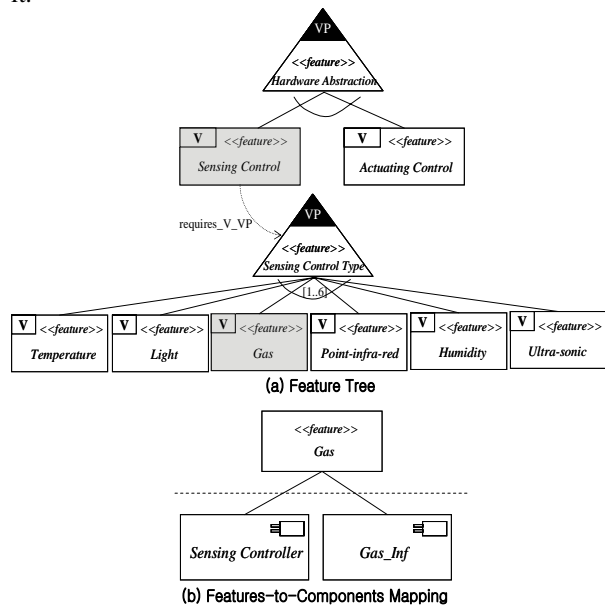 it.
VP
<<feature>>
Hardware Abstraction
V <<feature>>
Sensing Control
V <<feature>>
Actuating Control
requires_V_VP
VP
<<feature>>
Sensing Control Type
[1..6]
V <<feature>>
Temperature
V <<feature>>
Light
V <<feature>>
Gas
V <<feature>>
Point-infra-red
V <<feature>>
Humidity
V <<feature>>
Ultra-sonic
(a) Feature Tree
<<feature>>
Gas
Sensing Controller
Gas_Inf
(b) Features-to-Components Mapping